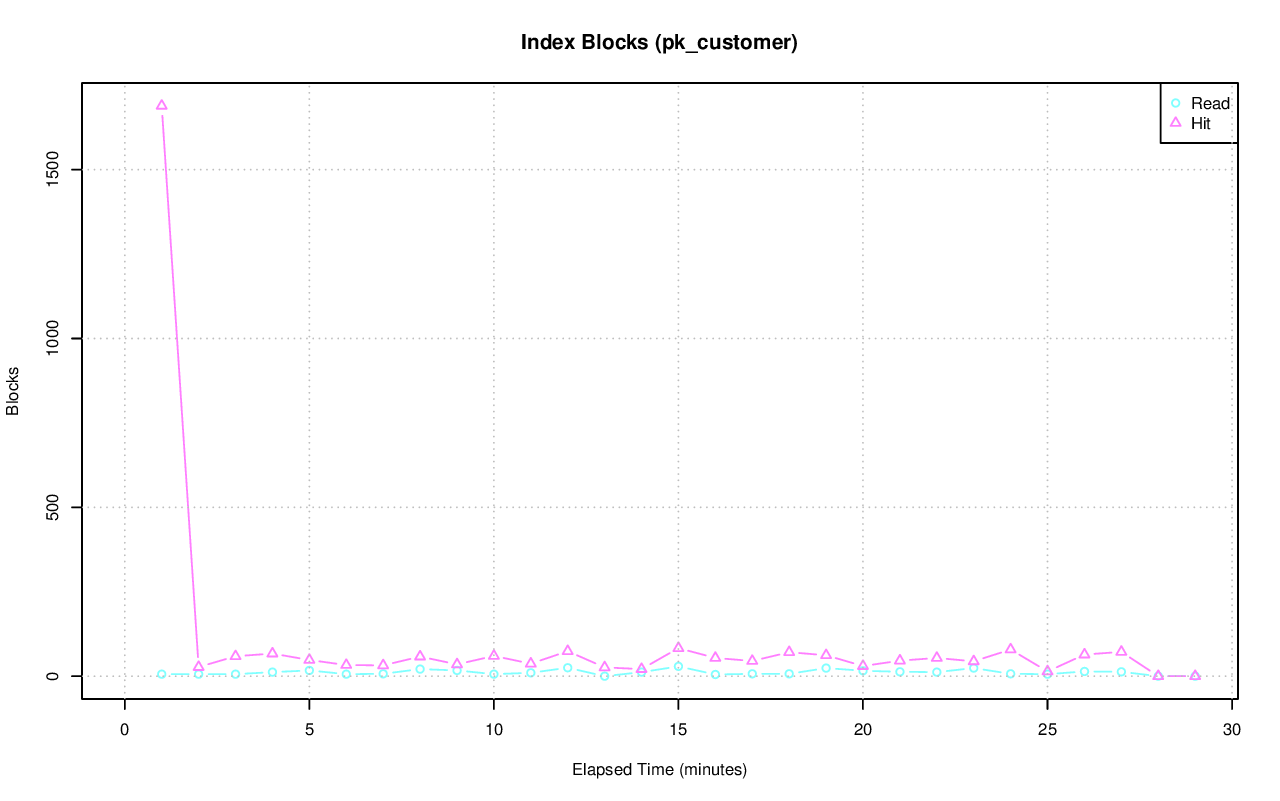 Index Blocks (pk_customer)
Read
Hit
Blocks
1500
1000
500
0
0 5 10 15 20 25 30
Elapsed Time (minutes)